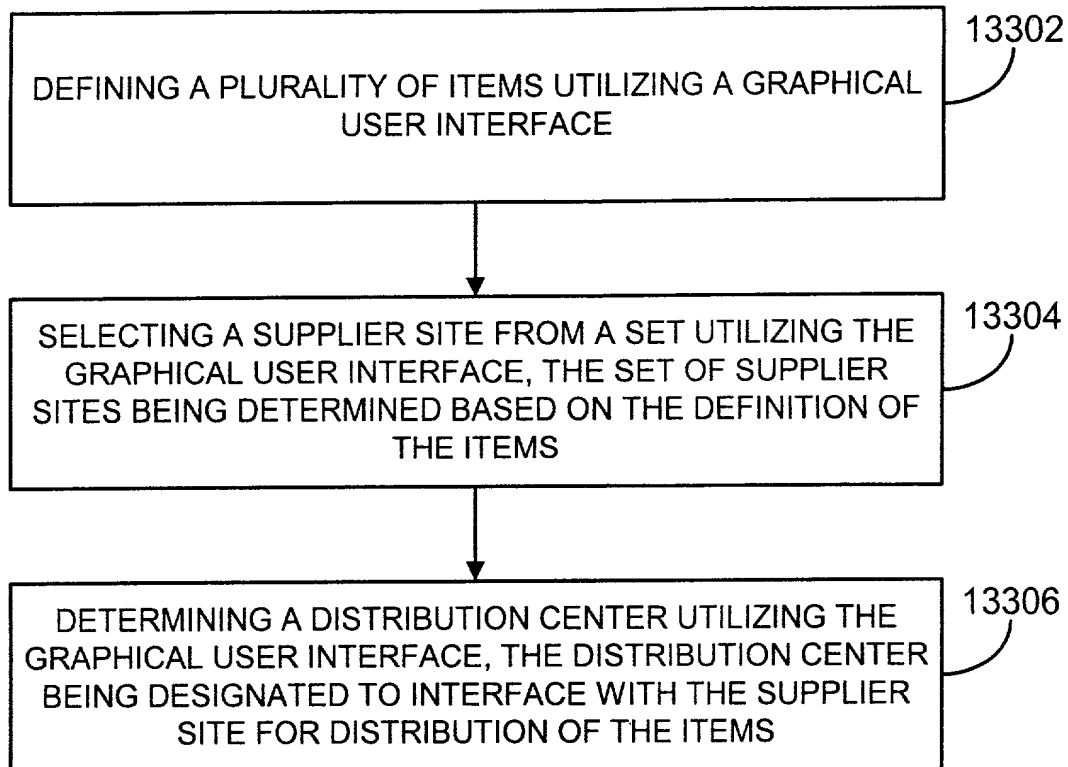 13302
DEFINING A PLURALITY OF ITEMS UTILIZING A GRAPHICAL
USER INTERFACE
13304
SELECTING A SUPPLIER SITE FROM A SET UTILIZING THE
GRAPHICAL USER INTERFACE, THE SET OF SUPPLIER
SITES BEING DETERMINED BASED ON THE DEFINITION OF
THE ITEMS
13306
DETERMINING A DISTRIBUTION CENTER UTILIZING THE
GRAPHICAL USER INTERFACE, THE DISTRIBUTION CENTER
BEING DESIGNATED TO INTERFACE WITH THE SUPPLIER
SITE FOR DISTRIBUTION OF THE ITEMS